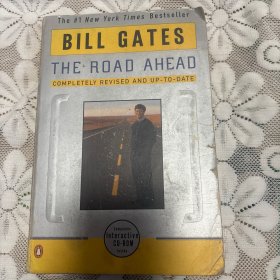 The #1 New York Times Bestseller
BILL GATES
THE ROAD AHEAD
COMPLETELY REVISED AND UP-TO-DATE
interactive
CD-ROM